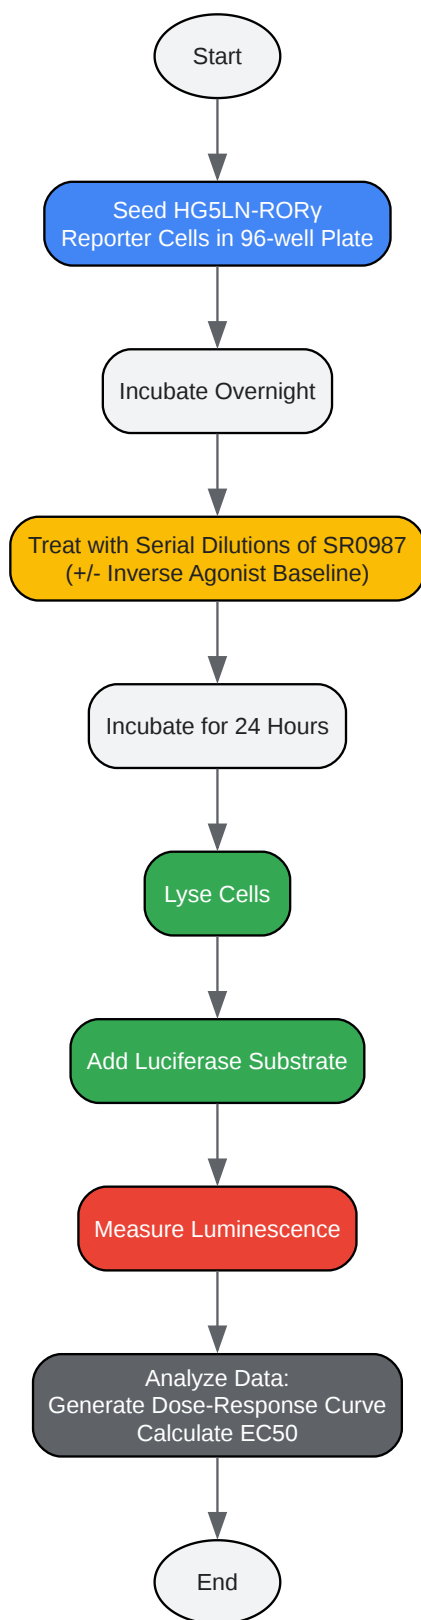 Start
Seed HG5LN-RORγ
Reporter Cells in 96-well Plate
Incubate Overnight
Treat with Serial Dilutions of SR0987
(+/- Inverse Agonist Baseline)
Incubate for 24 Hours
Lyse Cells
Add Luciferase Substrate
Measure Luminescence
Analyze Data:
Generate Dose-Response Curve
Calculate EC50
End